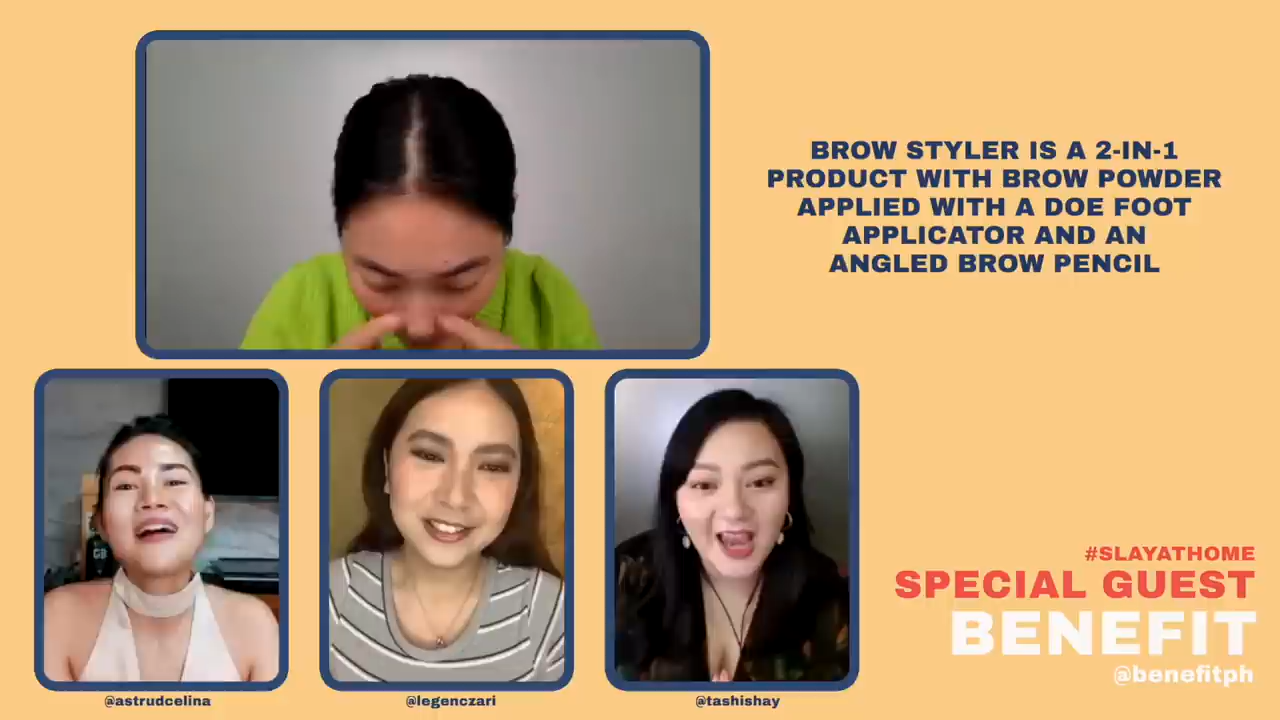 BROW STYLER IS A 2-IN-1
PRODUCT WITH BROW POWDER
APPLIED WITH A DOE FOOT
APPLICATOR AND AN
ANGLED BROW PENCIL
GB
@astrudcelina
@legenczari
@tashishay
#SLAYATHOME
SPECIAL GUEST
BENEFIT
@benefitph